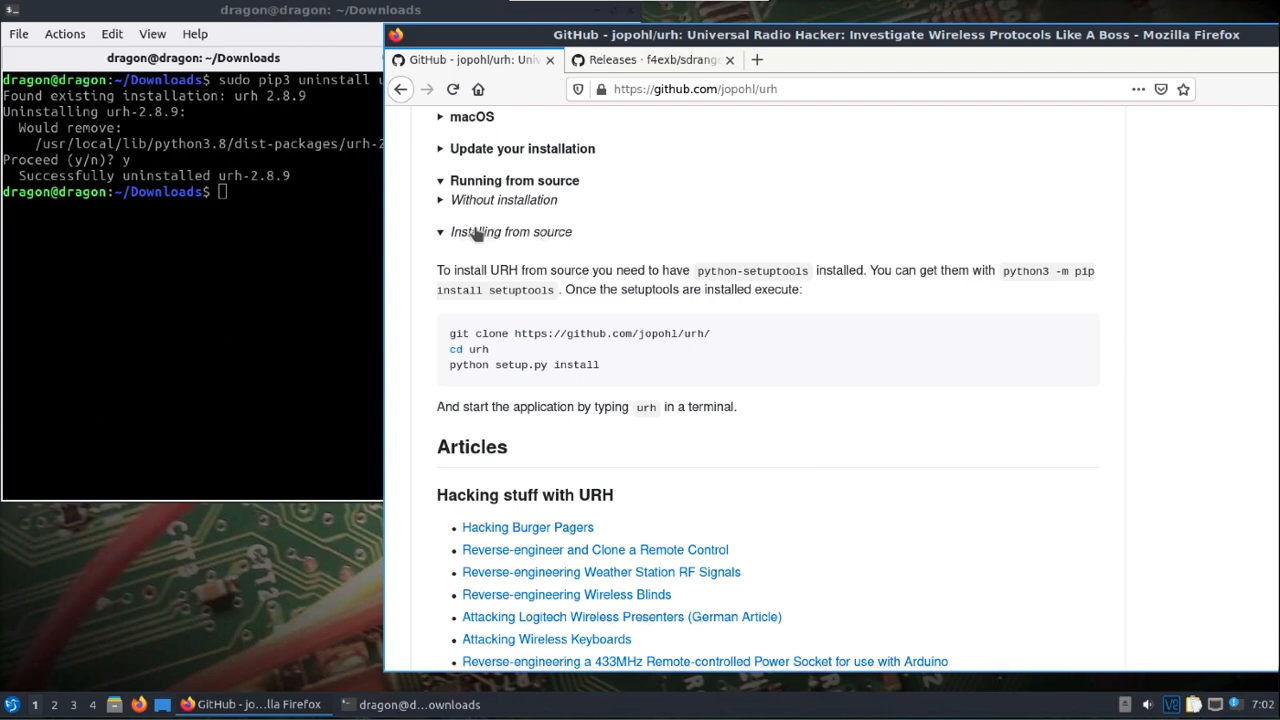 dragon@dragon: ~/Downloads
File Actions Edit View Help
dragon@dragon: ~/Downloads
dragon@dragon:~/Downloads$ sudo pip3 uninstall u
Found existing installation: urh 2.8.9
Uninstalling urh-2.8.9:
Would remove:
/usr/local/lib/python3.8/dist-packages/urh-2
Proceed (y/n)? y
Successfully uninstalled urh-2.8.9
dragon@dragon:~/Downloads$
GitHub - jopohl/urh: Universal Radio Hacker: Investigate Wireless Protocols Like A Boss - Mozilla Firefox
GitHub - jopohl/urh: Univ
Releases · f4exb/sdrange
https://github.com/jopohl/urh
macOS
Update your installation
Running from source
Without installation
Installing from source
To install URH from source you need to have python-setuptools installed. You can get them with python3 -m pip
install setuptools . Once the setuptools are installed execute:
git clone https://github.com/jopohl/urh/
cd urh
python setup.py install
And start the application by typing urh in a terminal.
Articles
Hacking stuff with URH
Hacking Burger Pagers
Reverse-engineer and Clone a Remote Control
Reverse-engineering Weather Station RF Signals
Reverse-engineering Wireless Blinds
Attacking Logitech Wireless Presenters (German Article)
Attacking Wireless Keyboards
Reverse-engineering a 433MHz Remote-controlled Power Socket for use with Arduino
1 2 3 4 GitHub - jo...lla Firefox dragon@d...ownloads 7:02